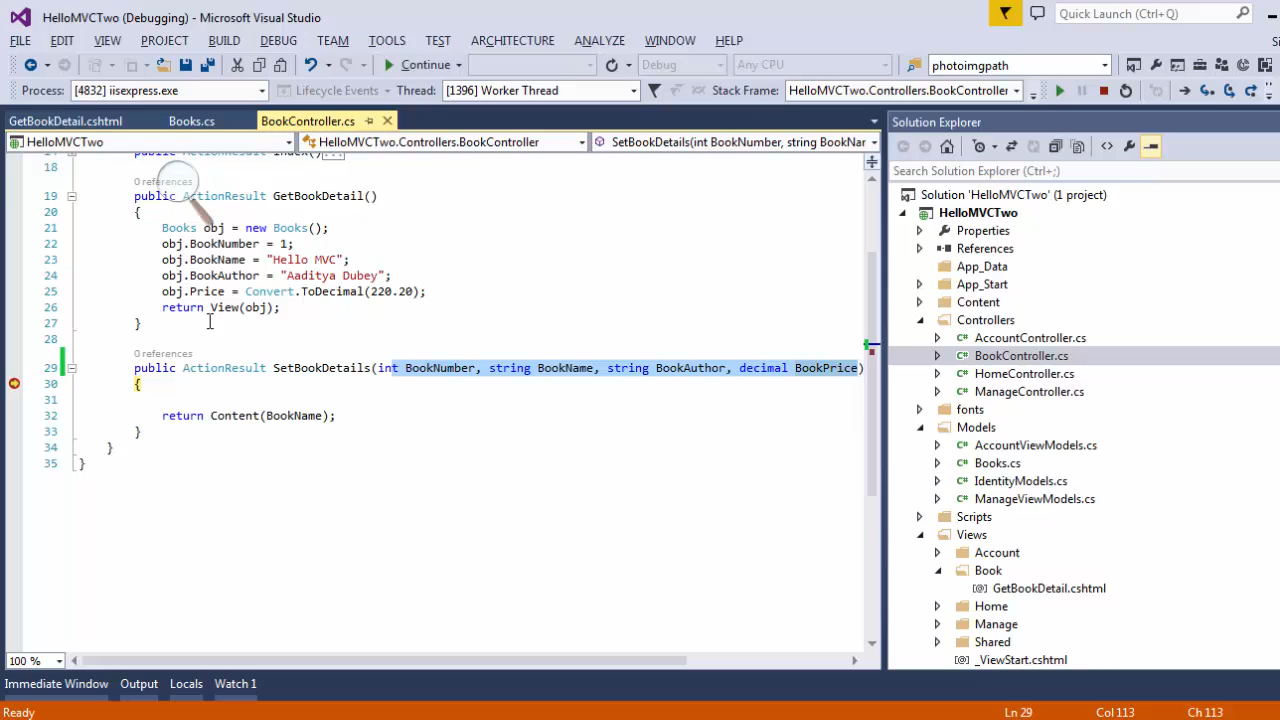 HelloMVCTwo (Debugging) - Microsoft Visual Studio
Quick Launch (Ctrl+Q)
FILE EDIT VIEW PROJECT BUILD DEBUG TEAM TOOLS TEST ARCHITECTURE ANALYZE WINDOW HELP
Continue Debug Any CPU photoimgpath
Process: [4832] iisexpress.exe Lifecycle Events Thread: [1396] Worker Thread Stack Frame: HelloMVCTwo.Controllers.BookController
GetBookDetail.cshtml Books.cs BookController.cs
HelloMVCTwo HelloMVCTwo.Controllers.BookController SetBookDetails(int BookNumber, string BookNar
17 public ActionResult Index()...
18
0 references
19 public ActionResult GetBookDetail()
20 {
21 Books obj = new Books();
22 obj.BookNumber = 1;
23 obj.BookName = "Hello MVC";
24 obj.BookAuthor = "Aaditya Dubey";
25 obj.Price = Convert.ToDecimal(220.20);
26 return View(obj);
27 }
28
0 references
29 public ActionResult SetBookDetails(int BookNumber, string BookName, string BookAuthor, decimal BookPrice)
30 {
31
32 return Content(BookName);
33 }
34 }
35 }
100 %
Solution Explorer
Search Solution Explorer (Ctrl+;)
Solution 'HelloMVCTwo' (1 project)
HelloMVCTwo
Properties
References
App_Data
App_Start
Content
Controllers
C# AccountController.cs
C# BookController.cs
C# HomeController.cs
C# ManageController.cs
fonts
Models
C# AccountViewModels.cs
C# Books.cs
C# IdentityModels.cs
C# ManageViewModels.cs
Scripts
Views
Account
Book
[@] GetBookDetail.cshtml
Home
Manage
Shared
[@] _ViewStart.cshtml
Immediate Window Output Locals Watch 1
Ready Ln 29 Col 113 Ch 113